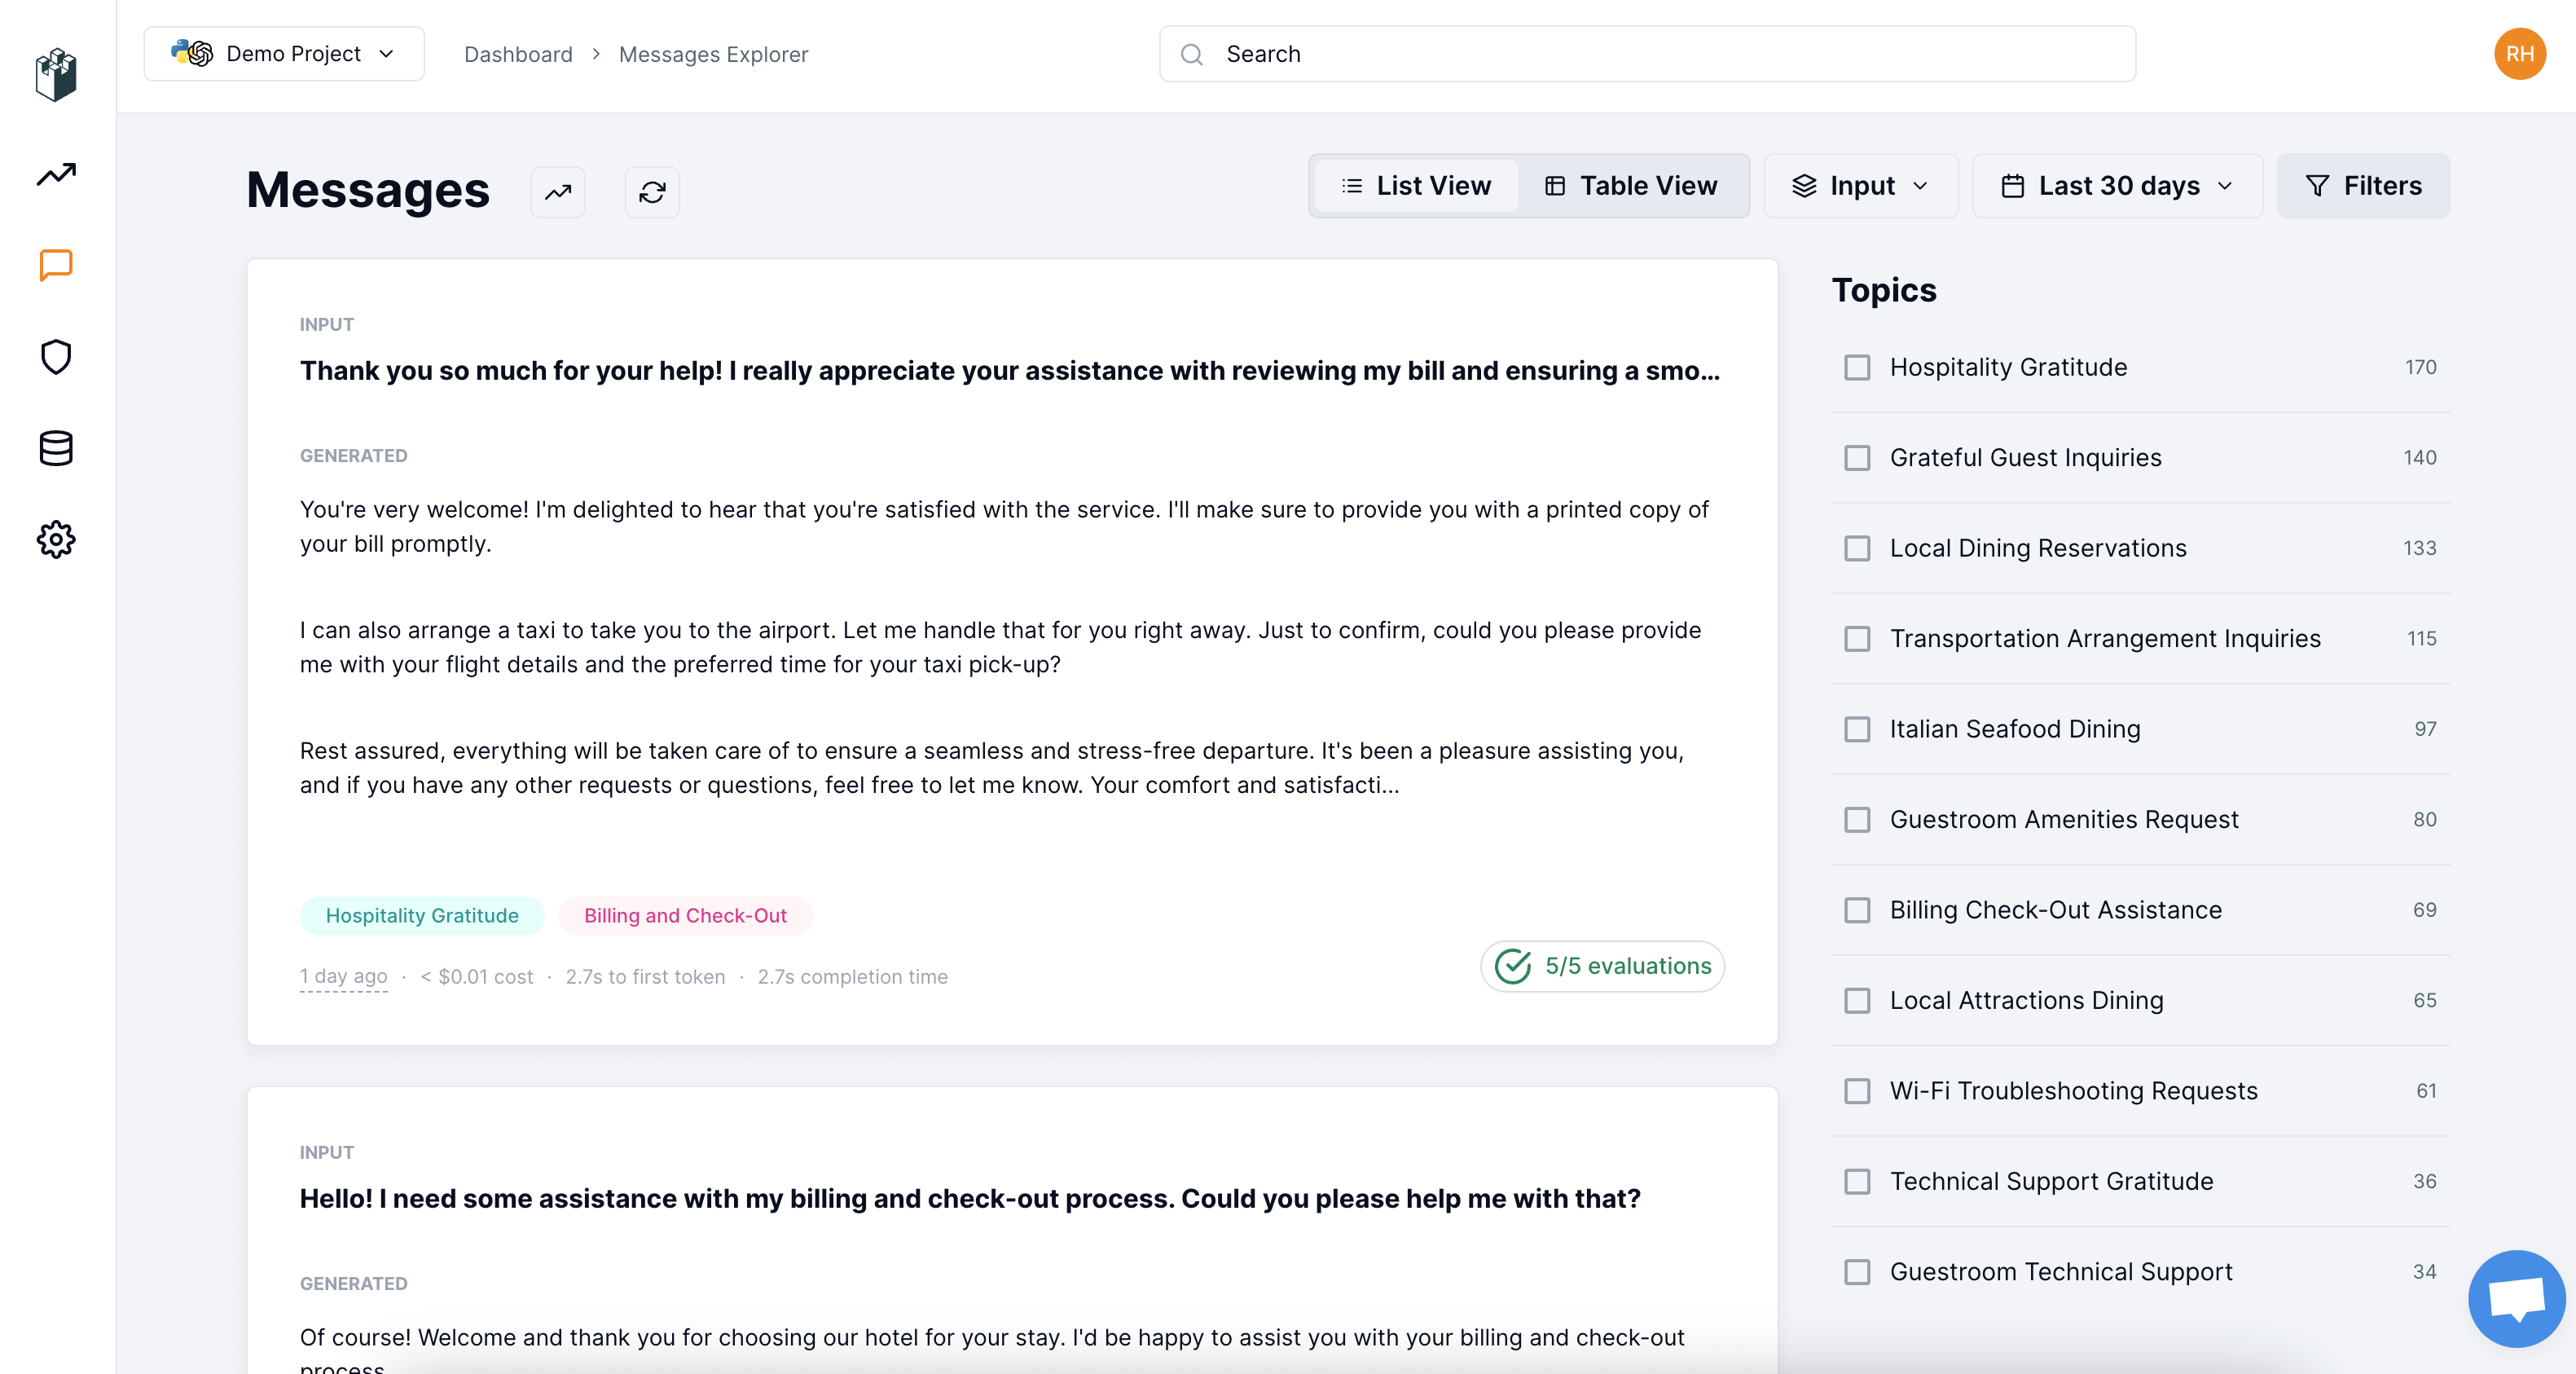 Demo Project
Dashboard > Messages Explorer
Search
RH
Messages
List View
Table View
Input
Last 30 days
Filters
INPUT
Thank you so much for your help! I really appreciate your assistance with reviewing my bill and ensuring a smo...
GENERATED
You're very welcome! I'm delighted to hear that you're satisfied with the service. I'll make sure to provide you with a printed copy of
your bill promptly.
I can also arrange a taxi to take you to the airport. Let me handle that for you right away. Just to confirm, could you please provide
me with your flight details and the preferred time for your taxi pick-up?
Rest assured, everything will be taken care of to ensure a seamless and stress-free departure. It's been a pleasure assisting you,
and if you have any other requests or questions, feel free to let me know. Your comfort and satisfacti...
Hospitality Gratitude
Billing and Check-Out
1 day ago · < $0.01 cost · 2.7s to first token · 2.7s completion time
5/5 evaluations
INPUT
Hello! I need some assistance with my billing and check-out process. Could you please help me with that?
GENERATED
Of course! Welcome and thank you for choosing our hotel for your stay. I'd be happy to assist you with your billing and check-out
process
Topics
Hospitality Gratitude 170
Grateful Guest Inquiries 140
Local Dining Reservations 133
Transportation Arrangement Inquiries 115
Italian Seafood Dining 97
Guestroom Amenities Request 80
Billing Check-Out Assistance 69
Local Attractions Dining 65
Wi-Fi Troubleshooting Requests 61
Technical Support Gratitude 36
Guestroom Technical Support 34